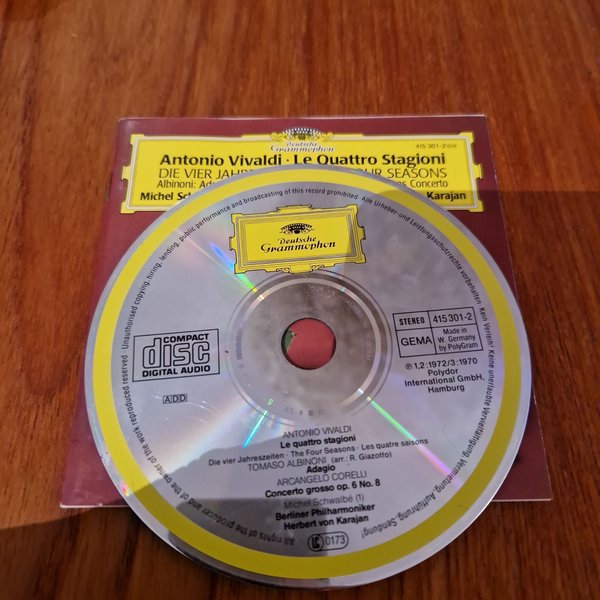 Deutsche
Grammophon
415 301-2
Antonio Vivaldi · Le Quattro Stagioni
DIE VIER FOUR SEASONS
Albinoni: Concerto
Michel Karajan
Unauthorised copying, hiring, lending, public performance and broadcasting of this record prohibited · Alle Urheber- und Leistungsschutzrechte vorbehalten · Kein Verleih! Keine unerlaubte Vervielfältigung, Vermietung, Aufführung, Sendung!
All rights of the producer and of the owner of the work reproduced reserved
Deutsche
Grammophon
COMPACT
disc
DIGITAL AUDIO
ADD
STEREO 415 301-2
GEMA Made in
W. Germany
by PolyGram
℗ 1,2:1972/3:1970
Polydor
International GmbH,
Hamburg
ANTONIO VIVALDI
Le quattro stagioni
Die vier Jahreszeiten · The Four Seasons · Les quatre saisons
TOMASO ALBINONI (arr.: R. Giazotto)
Adagio
ARCANGELO CORELLI
Concerto grosso op. 6 No. 8
Michel Schwalbé (1)
Berliner Philharmoniker
Herbert von Karajan
LC 0173